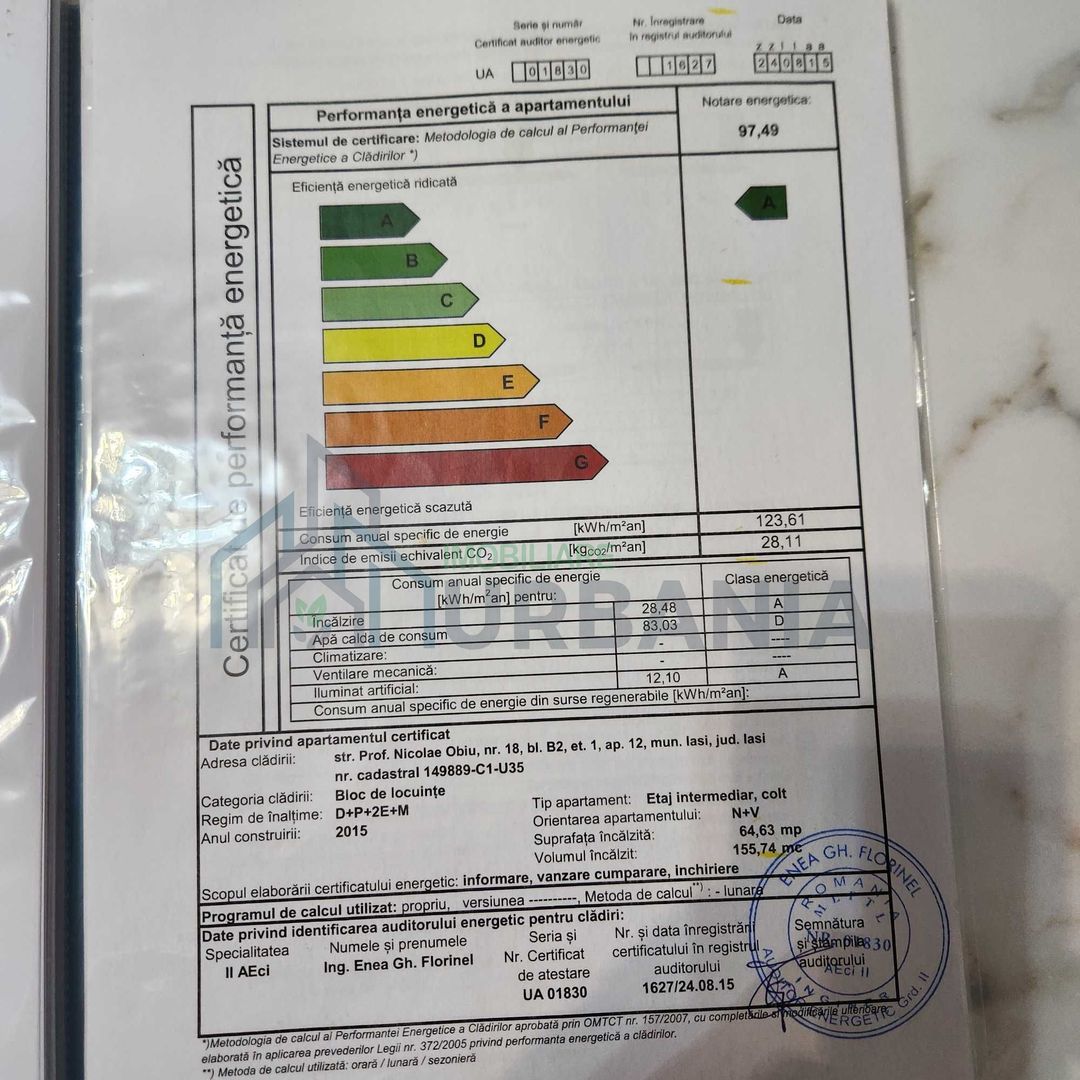 Serie și număr
Certificat auditor energetic
Nr. Înregistrare
în registrul auditorului
Data
z z l l a a
UA 01830
1627
240815
Certificat de performanță energetică
Performanța energetică a apartamentului
Notare energetica:
Sistemul de certificare: Metodologia de calcul al Performanței
Energetice a Clădirilor *)
97,49
Eficiență energetică ridicată
A
A
B
C
D
E
F
G
Eficiență energetică scazută
Consum anual specific de energie [kWh/m²an] 123,61
Indice de emisii echivalent CO₂ [kgCO2/m²an] 28,11
IMOBILIARE
URBANIA
Consum anual specific de energie
[kWh/m²an] pentru:
Clasa energetică
Încălzire 28,48 A
Apă calda de consum 83,03 D
Climatizare: - ----
Ventilare mecanică: - ----
Iluminat artificial: 12,10 A
Consum anual specific de energie din surse regenerabile [kWh/m²an]:
Date privind apartamentul certificat
Adresa clădirii: str. Prof. Nicolae Obiu, nr. 18, bl. B2, et. 1, ap. 12, mun. Iasi, jud. Iasi
nr. cadastral 149889-C1-U35
Categoria clădirii: Bloc de locuințe
Regim de înalțime: D+P+2E+M
Anul construirii: 2015
Tip apartament: Etaj intermediar, colt
Orientarea apartamentului: N+V
Suprafața încălzită: 64,63 mp
Volumul încălzit: 155,74 mc
Scopul elaborării certificatului energetic: informare, vanzare cumparare, inchiriere
Programul de calcul utilizat: propriu, versiunea ----------, Metoda de calcul**) : - lunara
Date privind identificarea auditorului energetic pentru clădiri:
Specialitatea
II AEci
Numele și prenumele
Ing. Enea Gh. Florinel
Seria și
Nr. Certificat
de atestare
UA 01830
Nr. și data înregistrării
certificatului în registrul
auditorului
1627/24.08.15
Semnătura
și ștampila
auditorului
ENEA GH. FLORINEL
ROMANIA
NR. 01830
AECI II
INGINER
AUDITOR ENERGETIC Grd. II
*)Metodologia de calcul al Performantei Energetice a Clădirilor aprobată prin OMTCT nr. 157/2007, cu completările si modificările ulterioare
elaborată în aplicarea prevederilor Legii nr. 372/2005 privind performanta energetică a clădirilor.
**) Metoda de calcul utilizată: orară / lunară / sezonieră